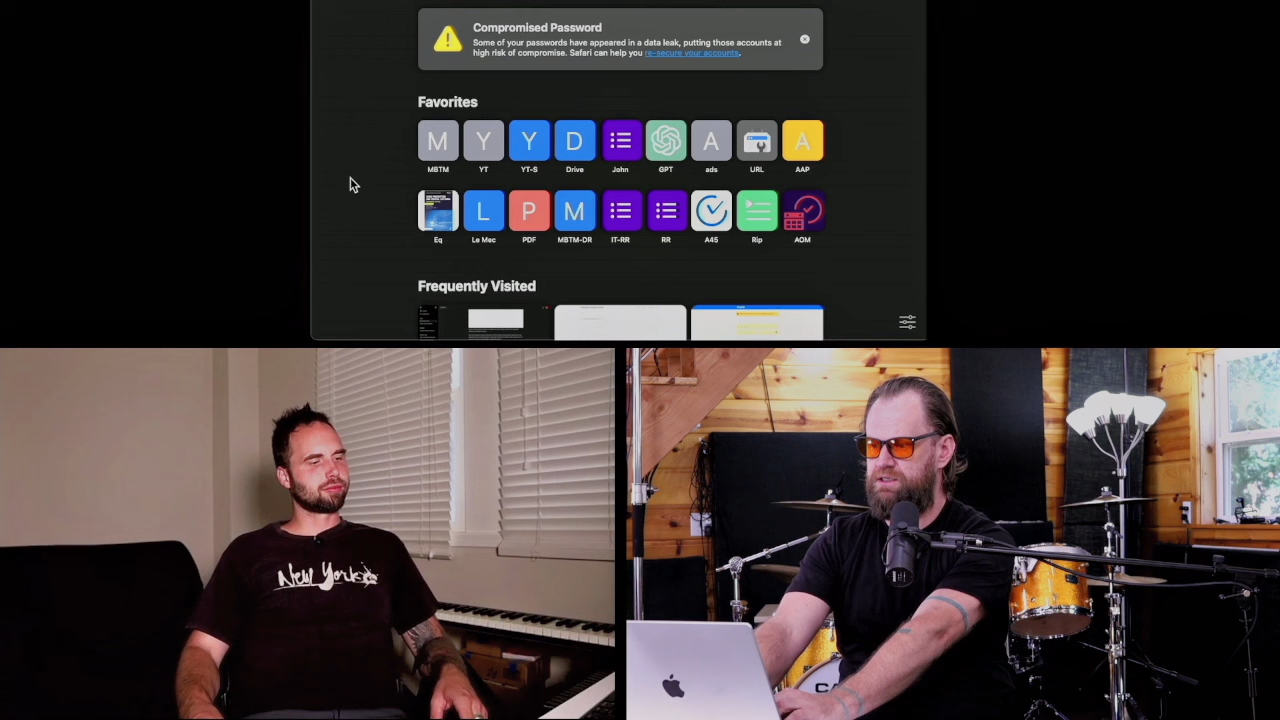 Compromised Password
Some of your passwords have appeared in a data leak, putting those accounts at
high risk of compromise. Safari can help you re-secure your accounts.
Favorites
M Y Y D A A
MBTM YT YT-S Drive John GPT ads URL AAP
L P M
Eq Le Mec PDF MBTM-DR IT-RR RR A45 Rip AOM
Frequently Visited
New York
CA